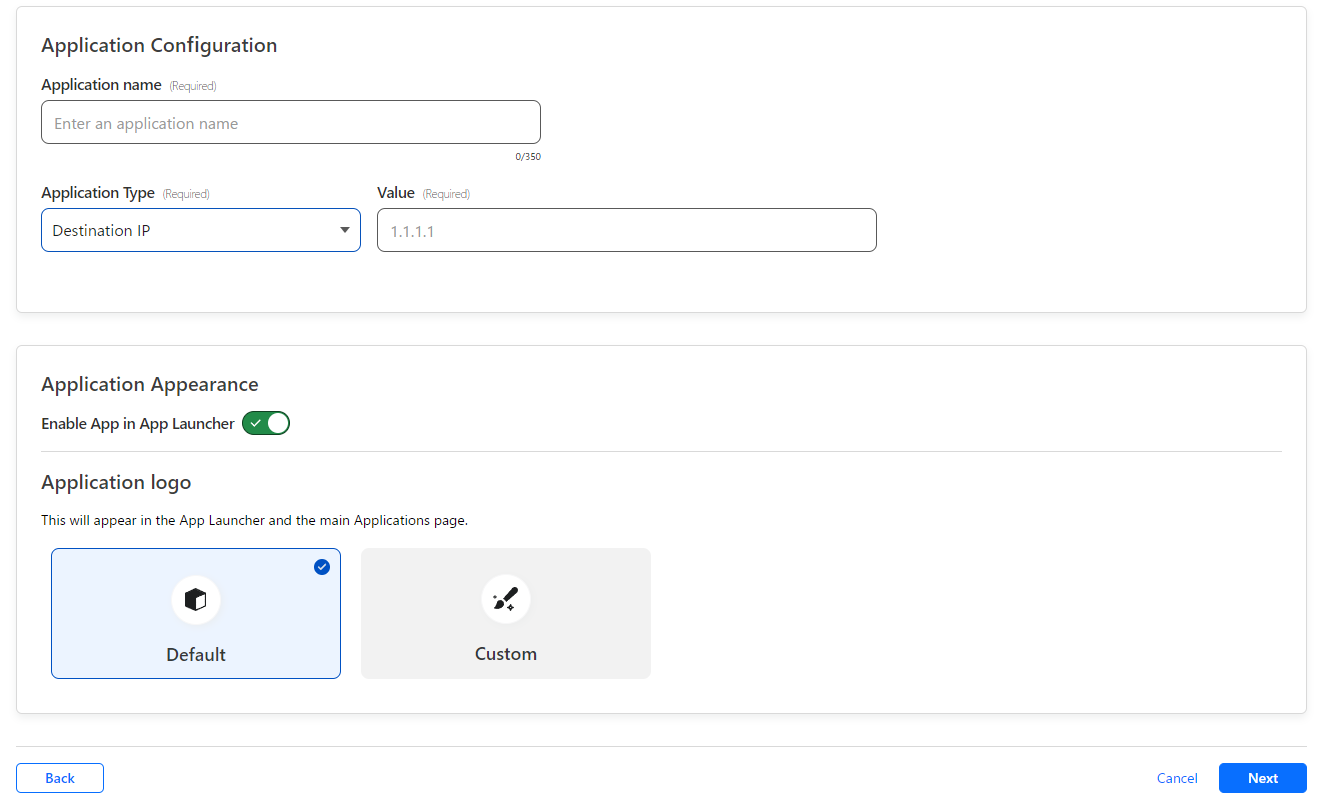 Application Configuration
Application name (Required)
Enter an application name
0/350
Application Type (Required) Value (Required)
Destination IP 1.1.1.1
Application Appearance
Enable App in App Launcher
Application logo
This will appear in the App Launcher and the main Applications page.
Default Custom
Back Cancel Next